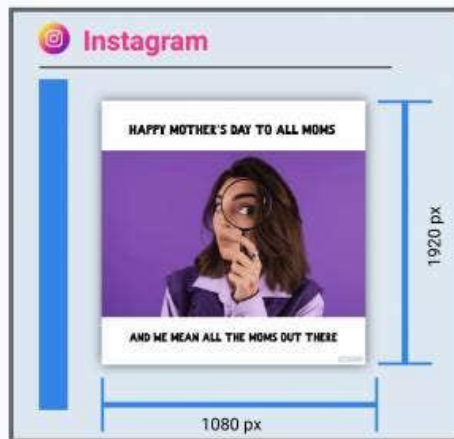 Instagram
HAPPY MOTHER'S DAY TO ALL MOMS
AND WE MEAN ALL THE MOMS OUT THERE
1920 px
1080 px